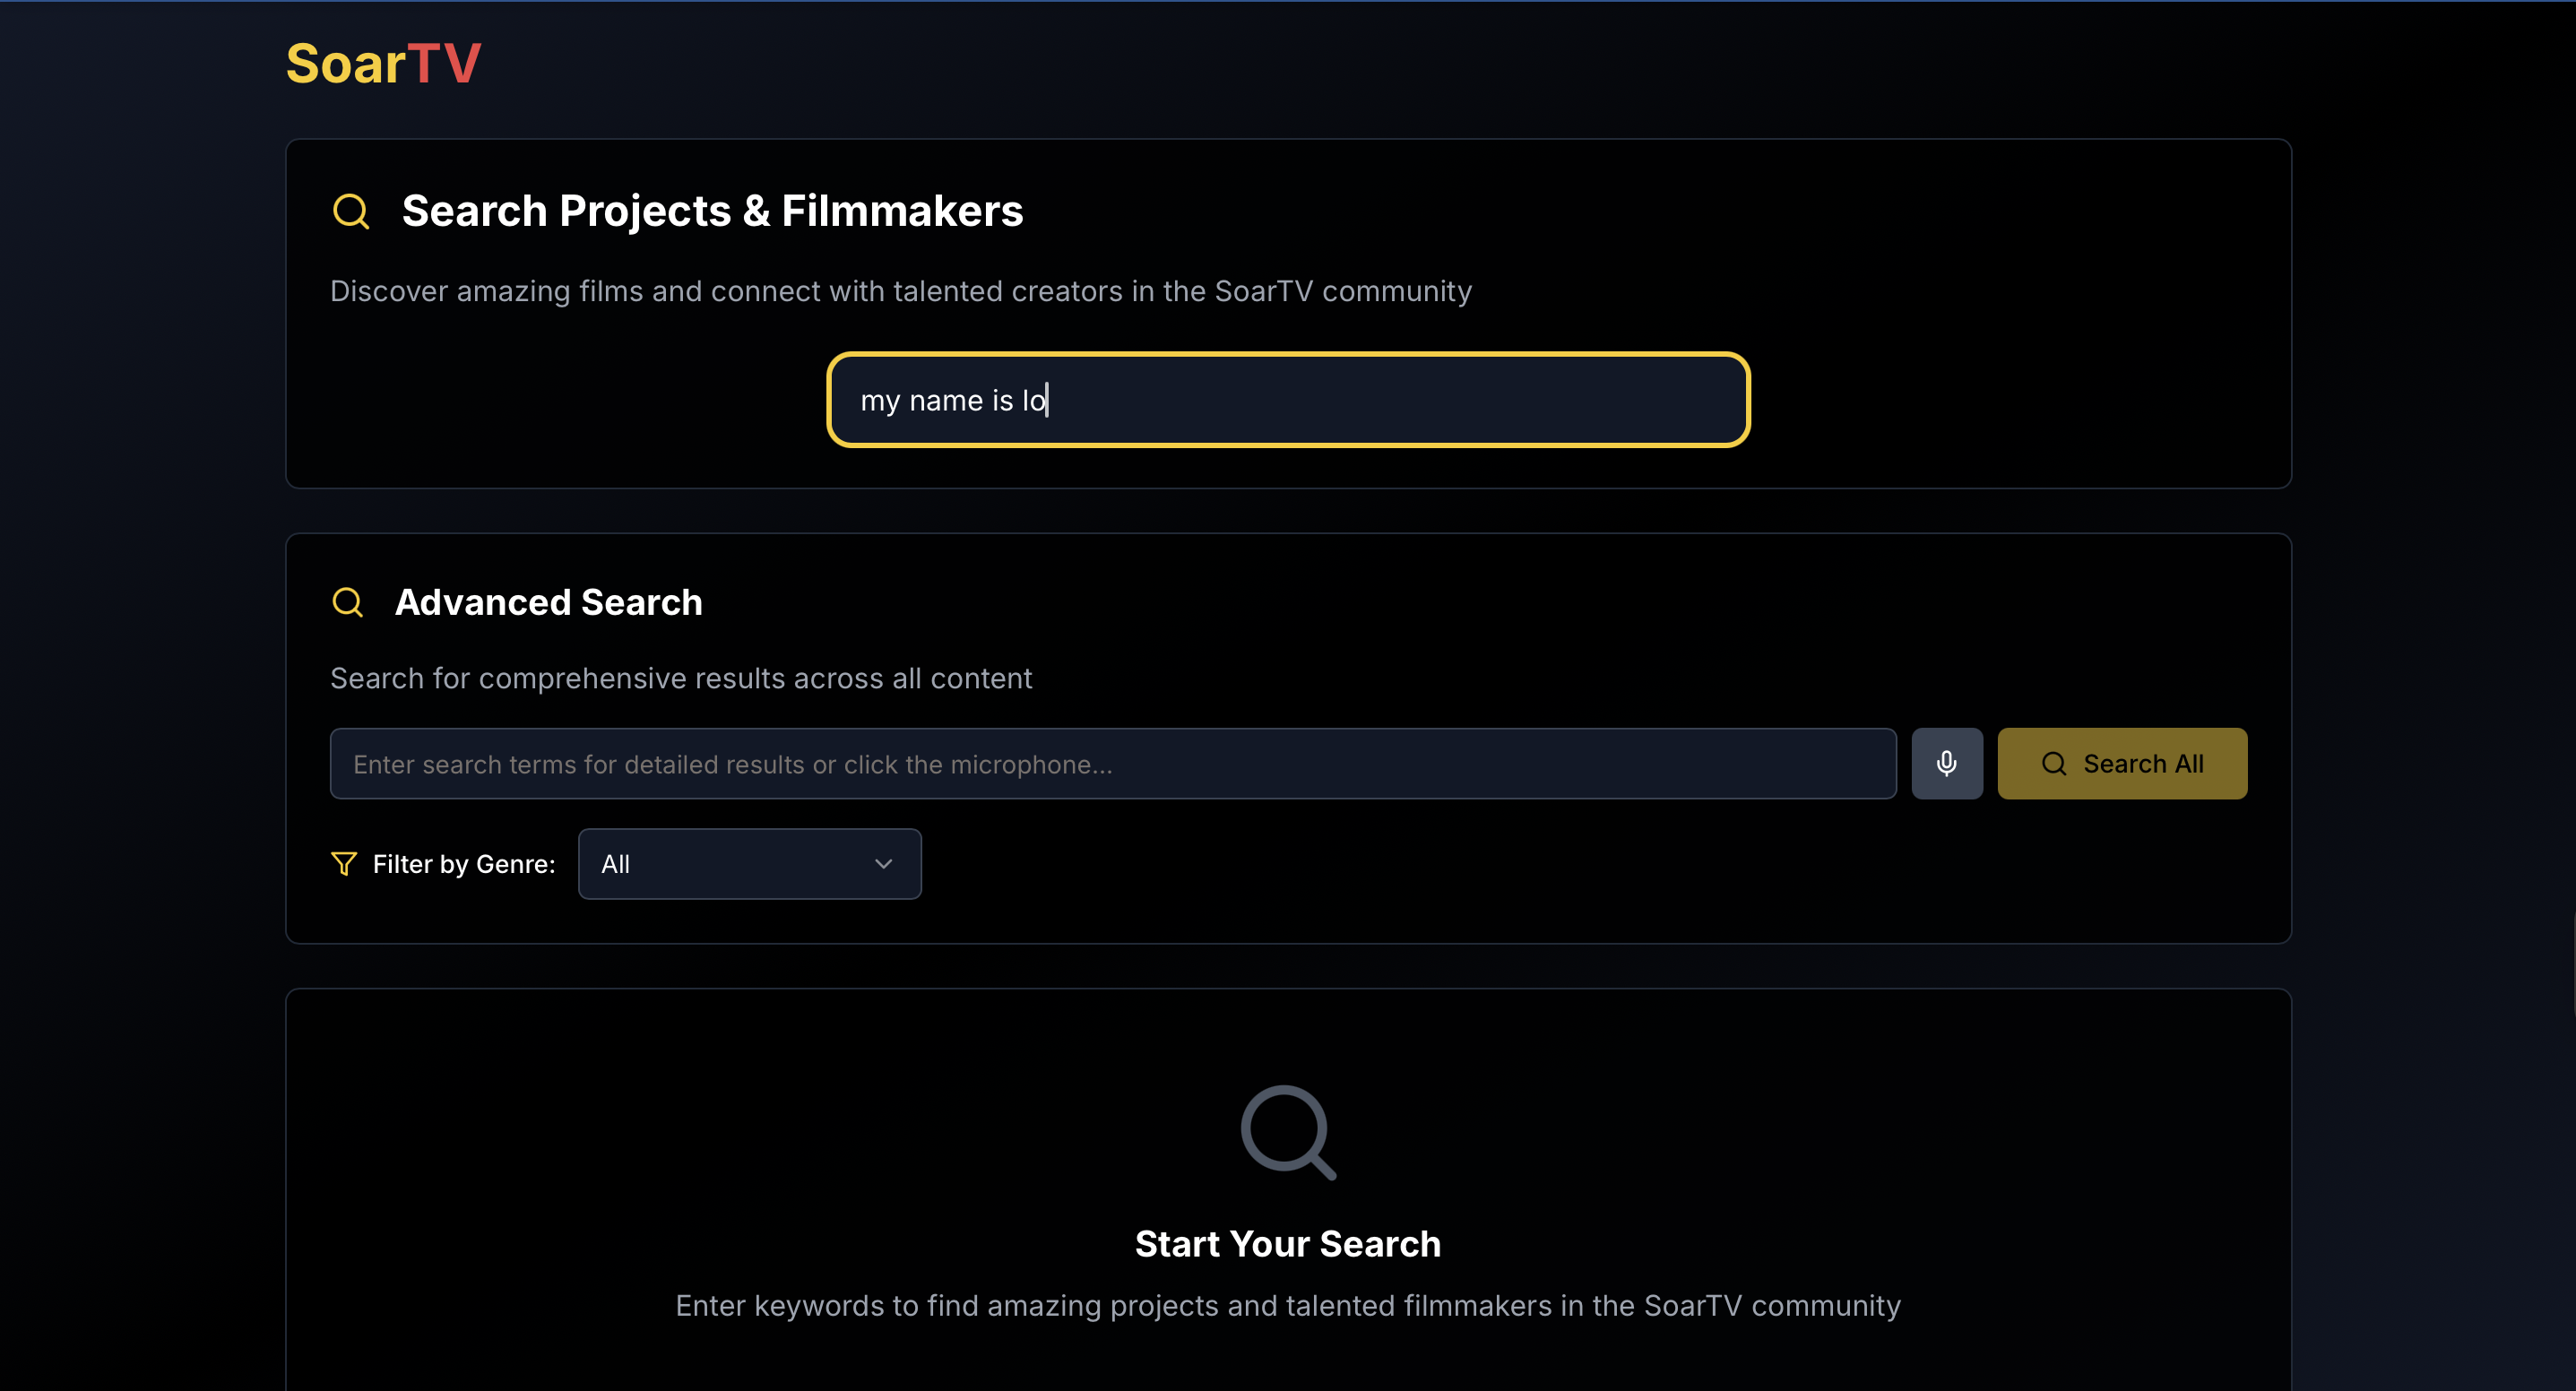 SoarTV
Search Projects & Filmmakers
Discover amazing films and connect with talented creators in the SoarTV community
my name is lo
Advanced Search
Search for comprehensive results across all content
Enter search terms for detailed results or click the microphone...
Search All
Filter by Genre:
All
Start Your Search
Enter keywords to find amazing projects and talented filmmakers in the SoarTV community